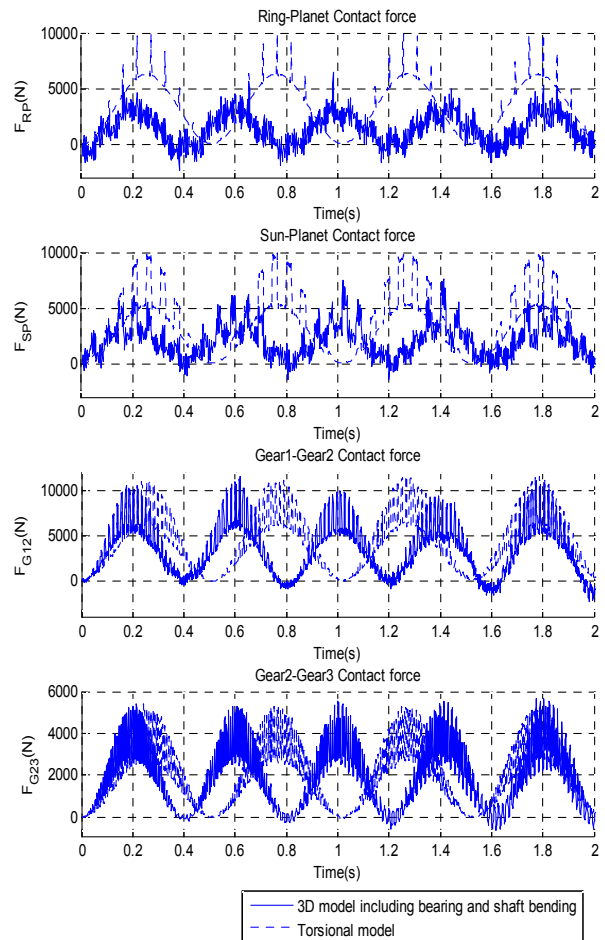 Ring-Planet Contact force
10000
5000
0
F_RP(N)
0 0.2 0.4 0.6 0.8 1 1.2 1.4 1.6 1.8 2
Time(s)
Sun-Planet Contact force
10000
5000
0
F_SP(N)
0 0.2 0.4 0.6 0.8 1 1.2 1.4 1.6 1.8 2
Time(s)
Gear1-Gear2 Contact force
10000
5000
0
F_G12(N)
0 0.2 0.4 0.6 0.8 1 1.2 1.4 1.6 1.8 2
Time(s)
Gear2-Gear3 Contact force
6000
4000
2000
0
F_G23(N)
0 0.2 0.4 0.6 0.8 1 1.2 1.4 1.6 1.8 2
Time(s)
3D model including bearing and shaft bending
Torsional model